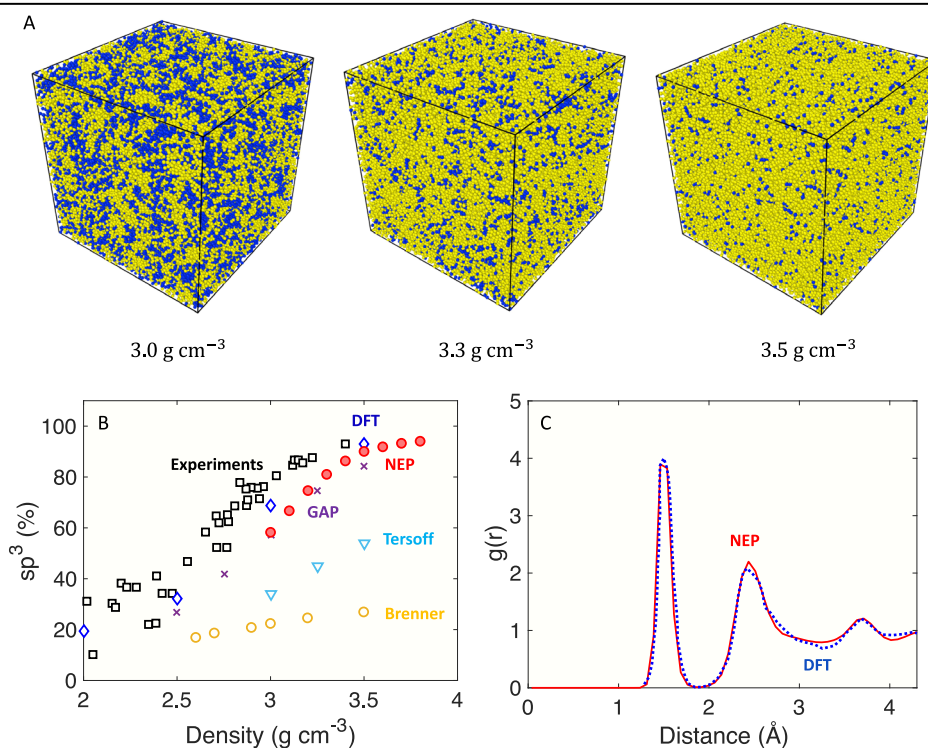 A
3.0 g cm⁻³
3.3 g cm⁻³
3.5 g cm⁻³
B
100
80
60
40
20
0
sp³ (%)
Experiments
DFT
NEP
GAP
Tersoff
Brenner
2
2.5
3
3.5
4
Density (g cm⁻³)
C
5
4
3
2
1
0
g(r)
NEP
DFT
0
1
2
3
4
Distance (Å)